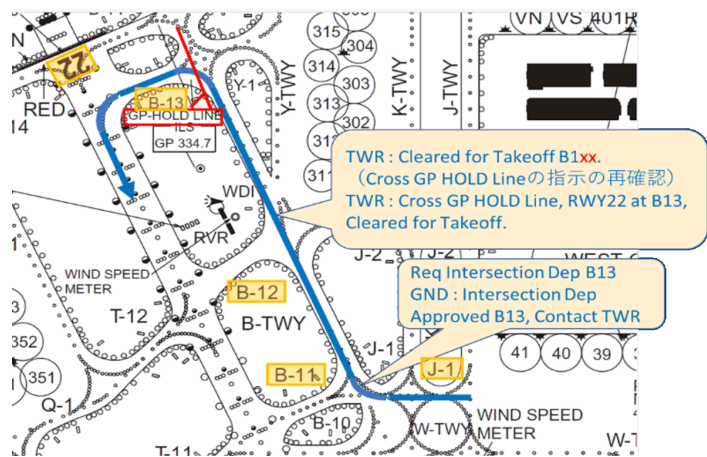 315
304
314
303
313
302
311
VN
VS
401R
N
22
RED
14
B-13
GP-HOLD LINE
ILS
GP 334.7
Y-1
Y-TWY
K-TWY
J-TWY
WDI
RVR
TWR : Cleared for Takeoff B1xx.
（Cross GP HOLD Lineの指示の再確認）
TWR : Cross GP HOLD Line, RWY22 at B13,
Cleared for Takeoff.
J-2
J-2
WIND SPEED
METER
T-12
B-12
B-TWY
B-11
Req Intersection Dep B13
GND : Intersection Dep
Approved B13, Contact TWR
J-1
J-1
41
40
39
352
351
Q-1
T-11
B-10
W-TWY
WIND SPEED
METER